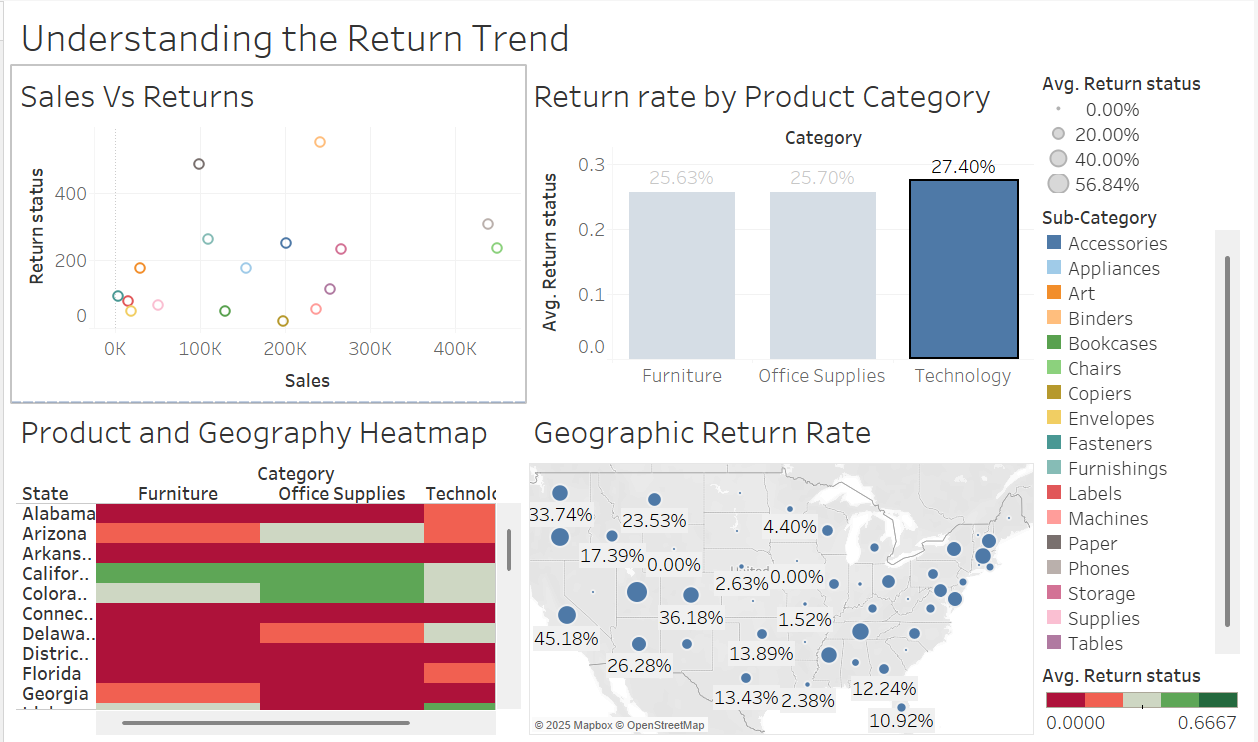 Understanding the Return Trend
Sales Vs Returns
Return status
400
200
0
0K 100K 200K 300K 400K
Sales
Return rate by Product Category
Category
Avg. Return status
0.3
0.2
0.1
0.0
25.63% 25.70% 27.40%
Furniture Office Supplies Technology
Avg. Return status
0.00%
20.00%
40.00%
56.84%
Sub-Category
Accessories
Appliances
Art
Binders
Bookcases
Chairs
Copiers
Envelopes
Fasteners
Furnishings
Labels
Machines
Paper
Phones
Storage
Supplies
Tables
Avg. Return status
0.0000 0.6667
Product and Geography Heatmap
Category
State Furniture Office Supplies Technolo
Alabama
Arizona
Arkans..
Califor..
Colora..
Connec..
Delawa..
Distric..
Florida
Georgia
Geographic Return Rate
33.74%
23.53%
4.40%
17.39%
0.00%
United
2.63%
0.00%
36.18%
1.52%
45.18%
13.89%
26.28%
13.43%
2.38%
12.24%
10.92%
© 2025 Mapbox © OpenStreetMap